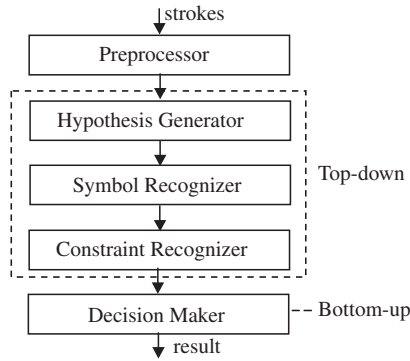 strokes
Preprocessor
Hypothesis Generator
Symbol Recognizer
Top-down
Constraint Recognizer
Decision Maker
Bottom-up
result